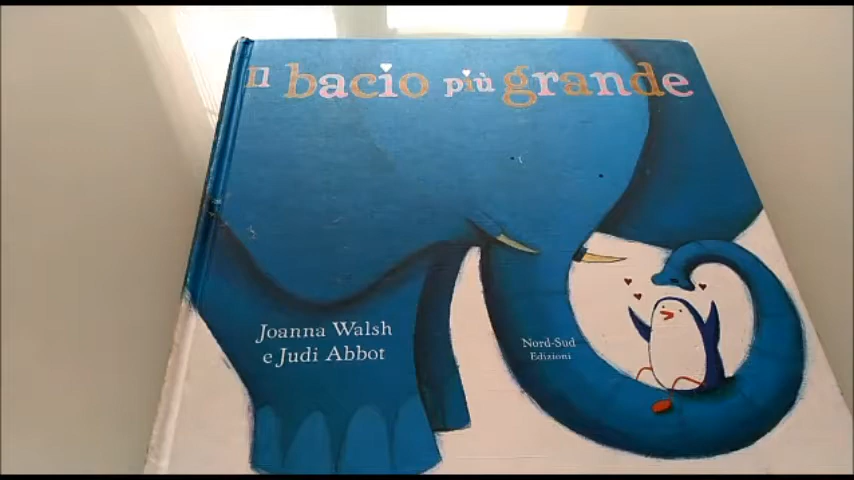 Il bacio più grande
Joanna Walsh
e Judi Abbot
Nord-Sud
Edizioni